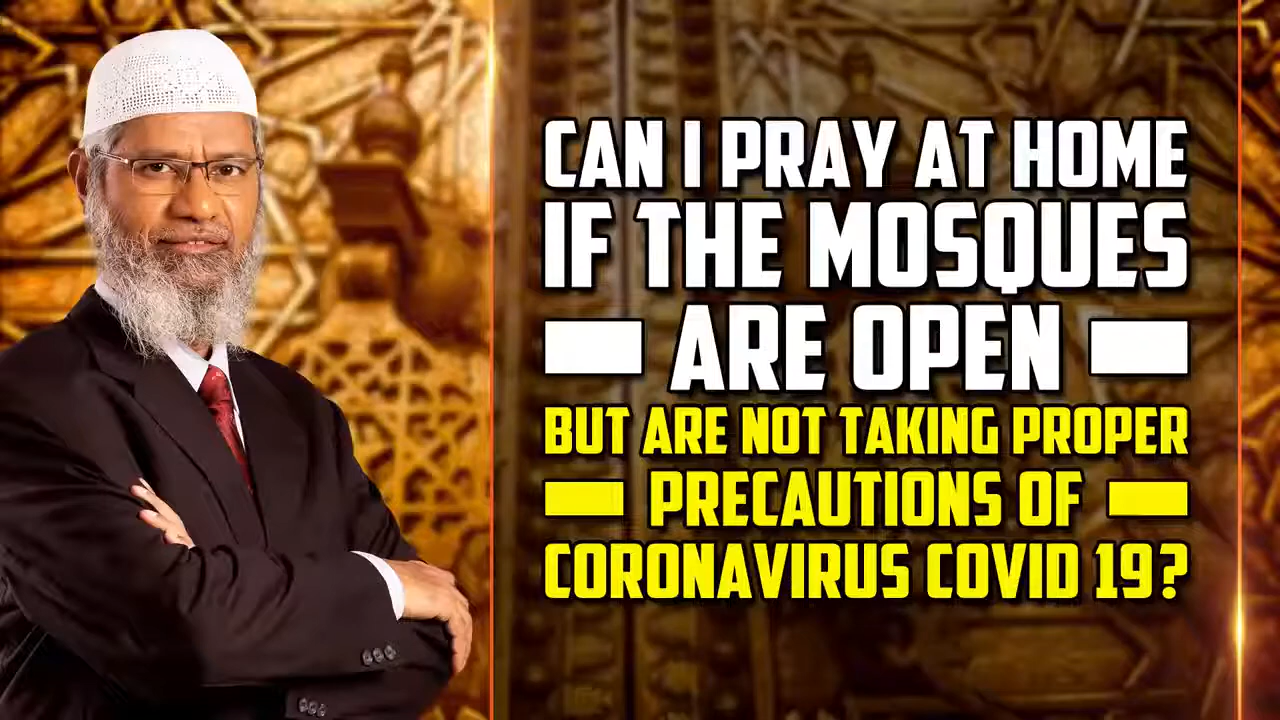 CAN I PRAY AT HOME
IF THE MOSQUES
ARE OPEN
BUT ARE NOT TAKING PROPER
PRECAUTIONS OF
CORONAVIRUS COVID 19?